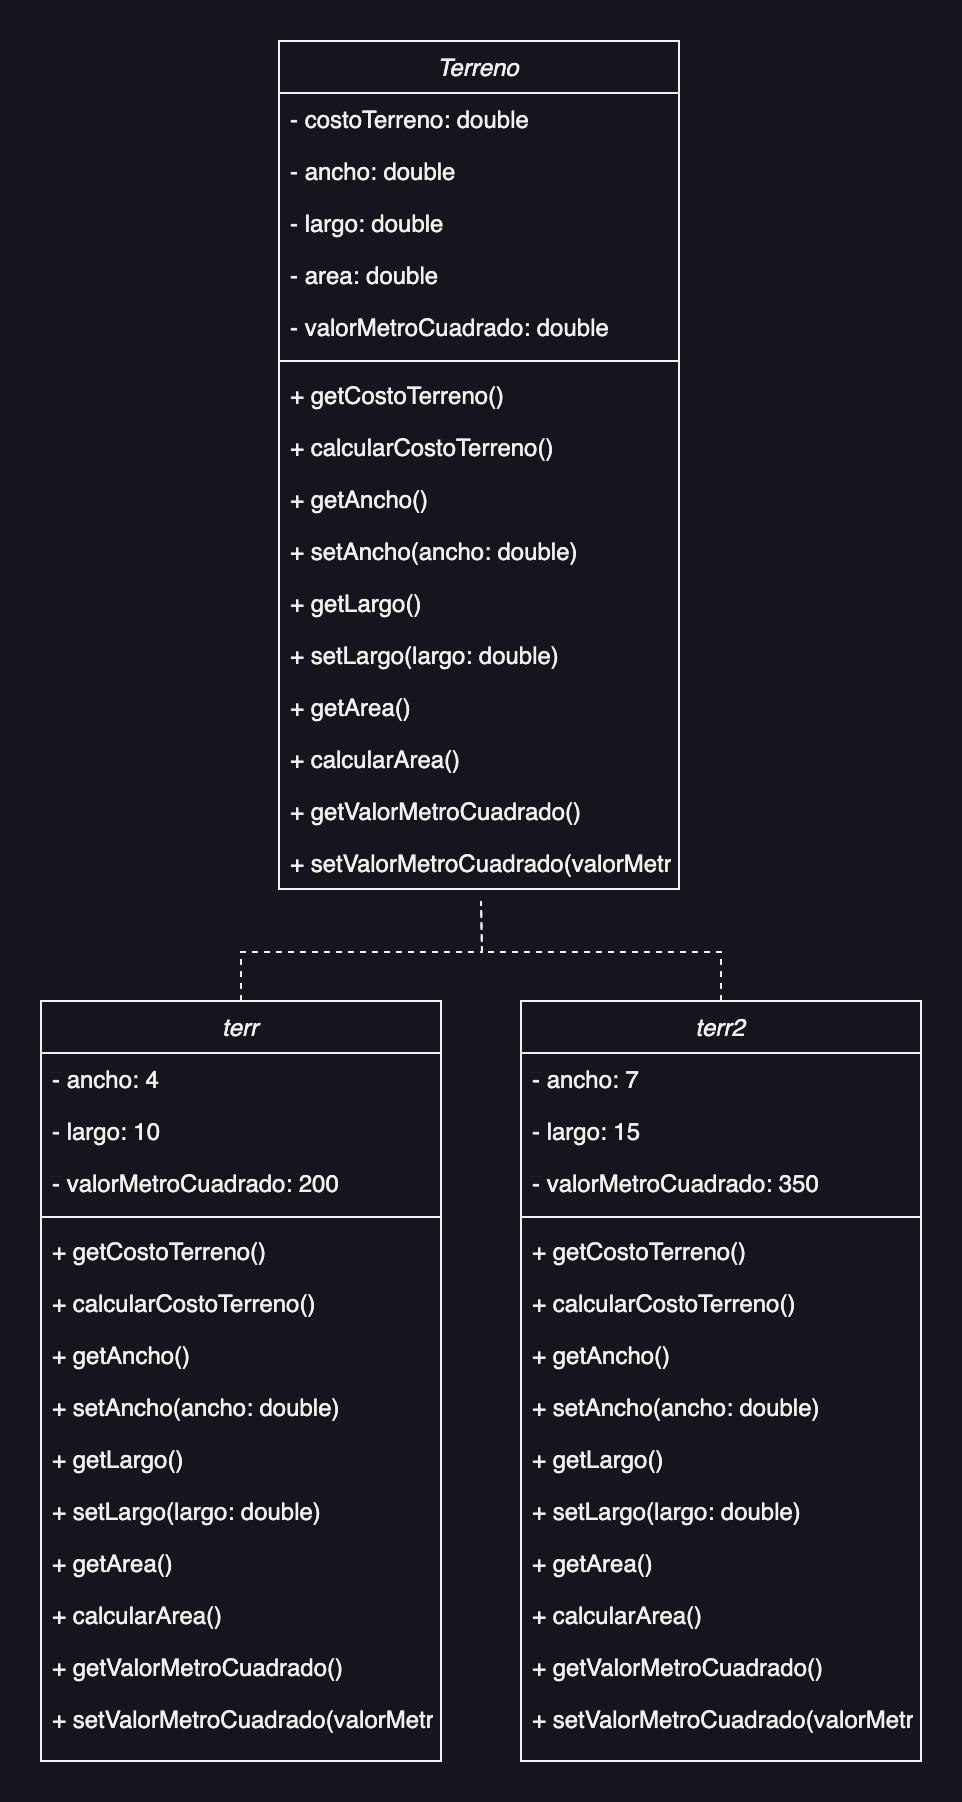 Terreno
- costoTerreno: double
- ancho: double
- largo: double
- area: double
- valorMetroCuadrado: double
+ getCostoTerreno()
+ calcularCostoTerreno()
+ getAncho()
+ setAncho(ancho: double)
+ getLargo()
+ setLargo(largo: double)
+ getArea()
+ calcularArea()
+ getValorMetroCuadrado()
+ setValorMetroCuadrado(valorMetr
terr
- ancho: 4
- largo: 10
- valorMetroCuadrado: 200
+ getCostoTerreno()
+ calcularCostoTerreno()
+ getAncho()
+ setAncho(ancho: double)
+ getLargo()
+ setLargo(largo: double)
+ getArea()
+ calcularArea()
+ getValorMetroCuadrado()
+ setValorMetroCuadrado(valorMetr
terr2
- ancho: 7
- largo: 15
- valorMetroCuadrado: 350
+ getCostoTerreno()
+ calcularCostoTerreno()
+ getAncho()
+ setAncho(ancho: double)
+ getLargo()
+ setLargo(largo: double)
+ getArea()
+ calcularArea()
+ getValorMetroCuadrado()
+ setValorMetroCuadrado(valorMetr